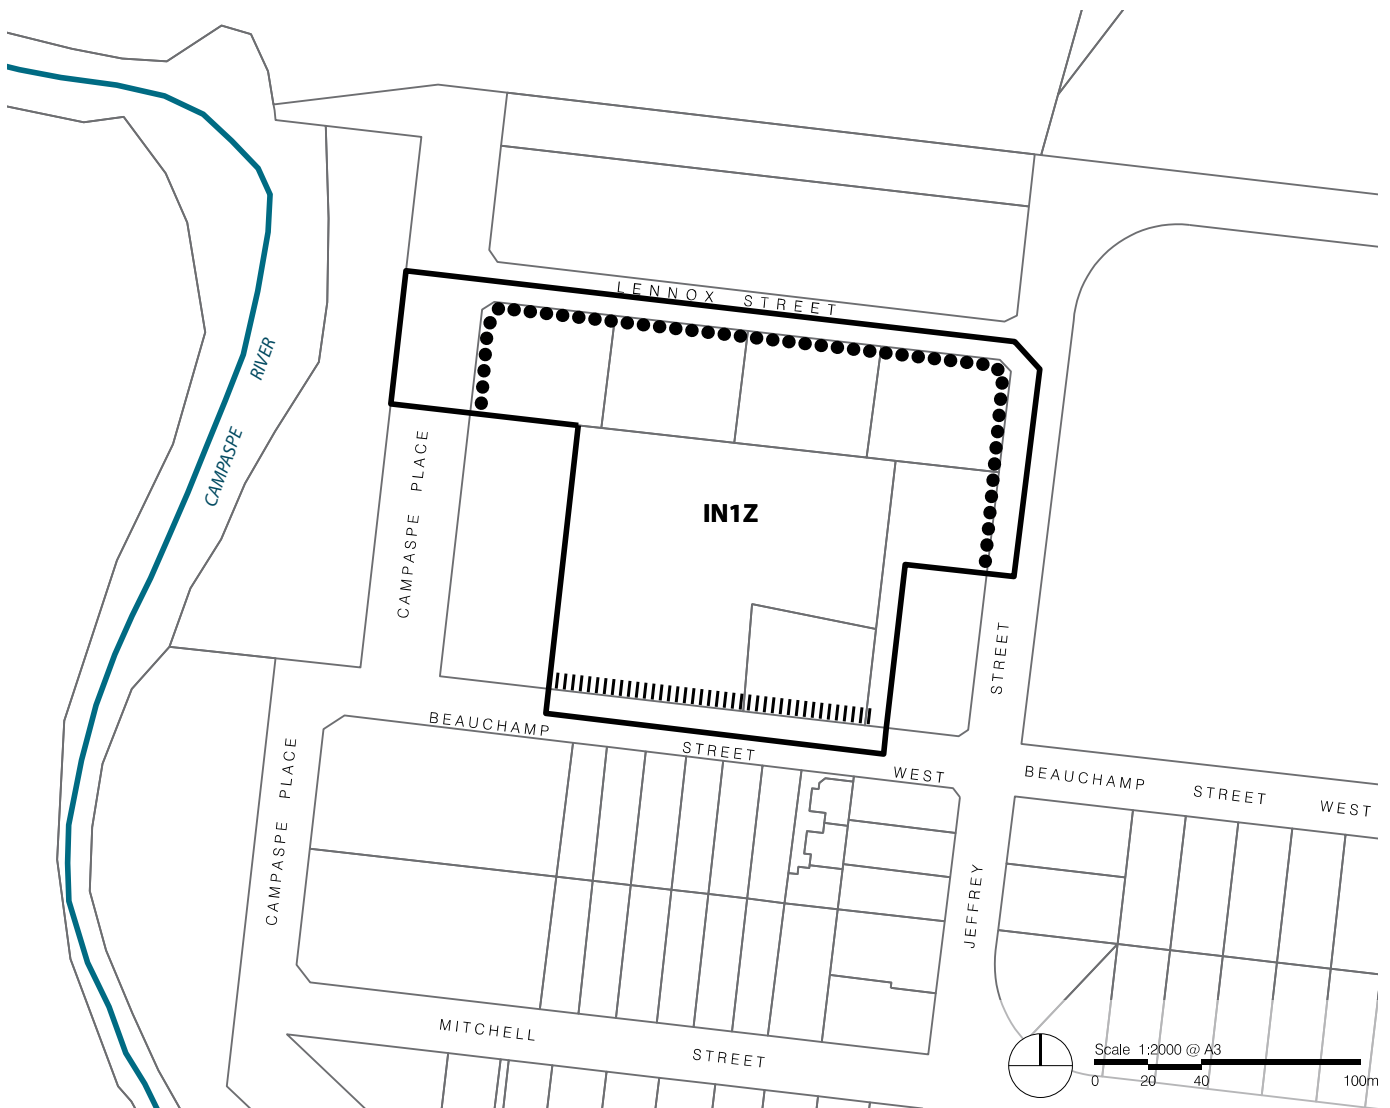 LENNOX STREET
CAMPASPE RIVER
CAMPASPE PLACE
IN1Z
STREET
BEAUCHAMP STREET WEST
BEAUCHAMP STREET WEST
CAMPASPE PLACE
JEFFREY
MITCHELL STREET
Scale 1:2000 @ A3
0 20 40 100m